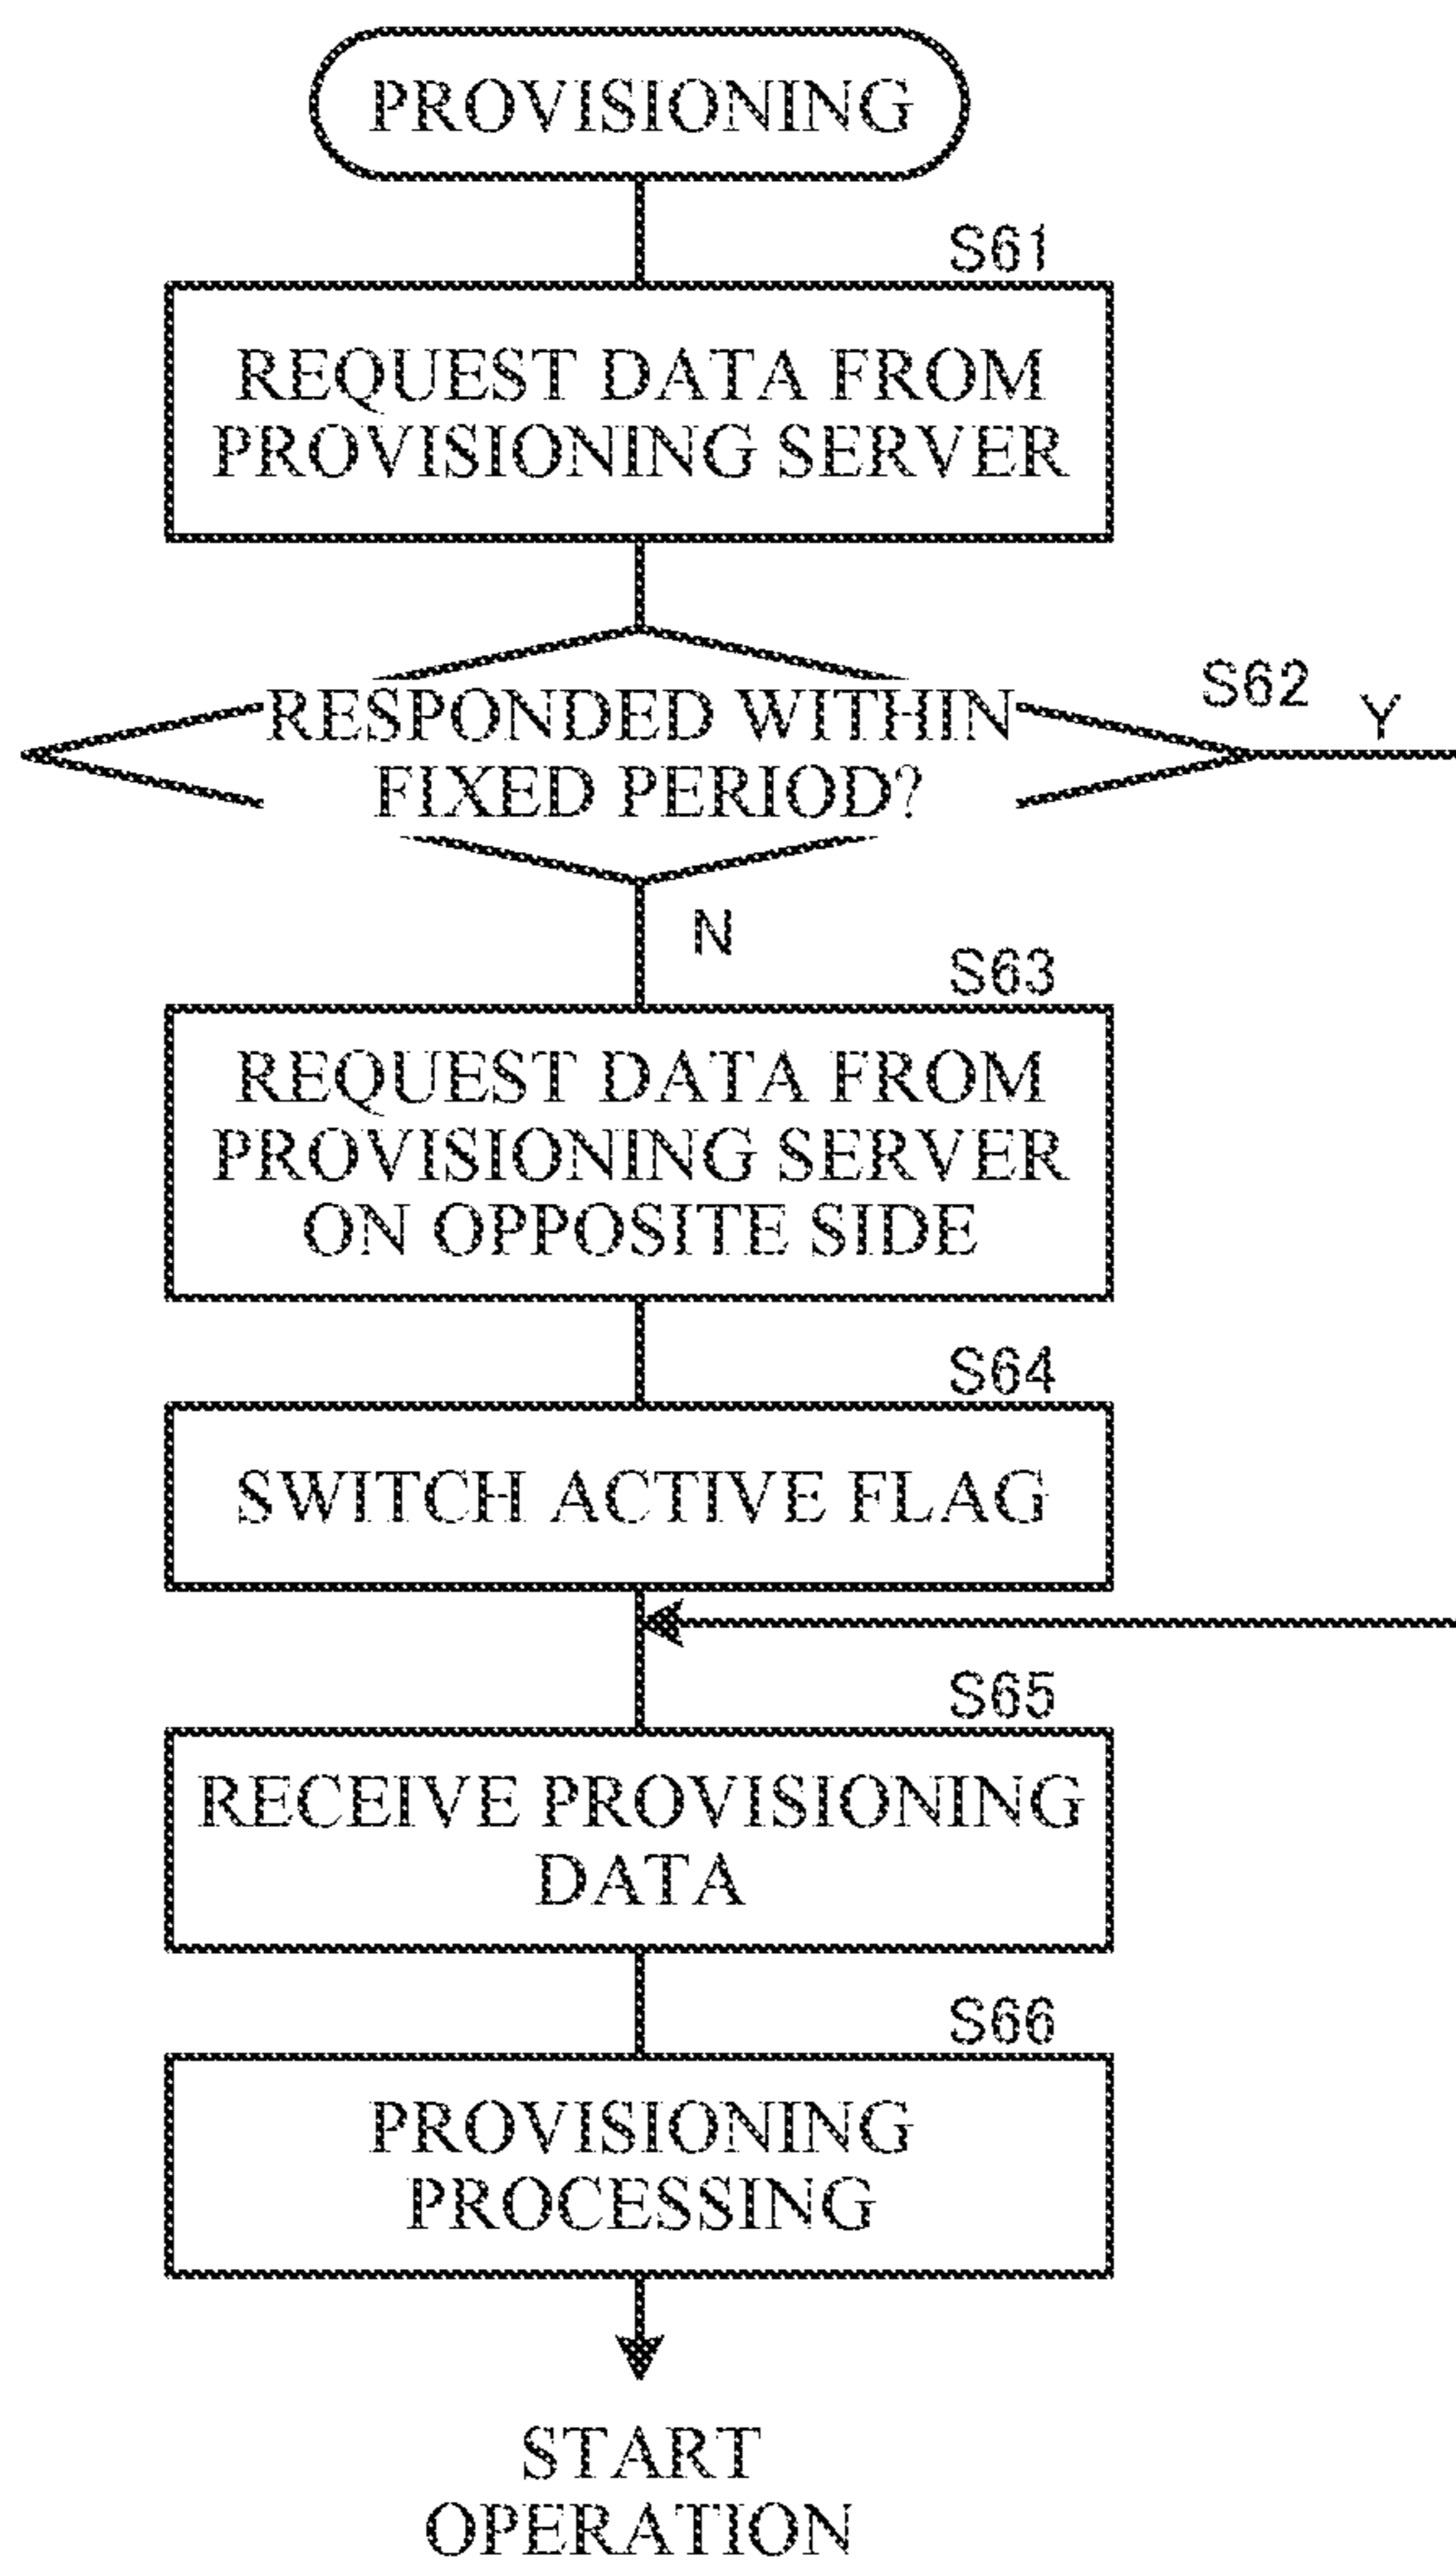 PROVISIONING
S61
REQUEST DATA FROM
PROVISIONING SERVER
S62
Y
RESPONDED WITHIN
FIXED PERIOD?
N
S63
REQUEST DATA FROM
PROVISIONING SERVER
ON OPPOSITE SIDE
S64
SWITCH ACTIVE FLAG
S65
RECEIVE PROVISIONING
DATA
S66
PROVISIONING
PROCESSING
START
OPERATION